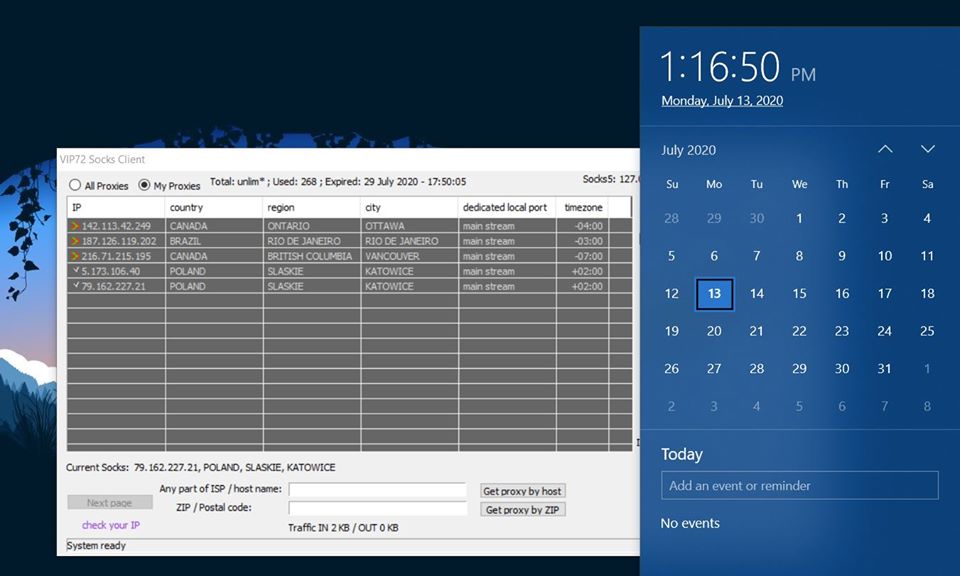 VIP72 Socks Client
All Proxies My Proxies Total: unlim* ; Used: 268 ; Expired: 29 July 2020 - 17:50:05 Socks5: 127.
IP country region city dedicated local port timezone
142.113.42.249 CANADA ONTARIO OTTAWA main stream -04:00
187.126.119.202 BRAZIL RIO DE JANEIRO RIO DE JANEIRO main stream -03:00
216.71.215.195 CANADA BRITISH COLUMBIA VANCOUVER main stream -07:00
5.173.106.40 POLAND SLASKIE KATOWICE main stream +02:00
79.162.227.21 POLAND SLASKIE KATOWICE main stream +02:00
Current Socks: 79.162.227.21, POLAND, SLASKIE, KATOWICE
Any part of ISP / host name: Get proxy by host
Next page
ZIP / Postal code: Get proxy by ZIP
check your IP
Traffic IN 2 KB / OUT 0 KB
System ready
1:16:50 PM
Monday, July 13, 2020
July 2020
Su Mo Tu We Th Fr Sa
28 29 30 1 2 3 4
5 6 7 8 9 10 11
12 13 14 15 16 17 18
19 20 21 22 23 24 25
26 27 28 29 30 31 1
2 3 4 5 6 7 8
Today
Add an event or reminder
No events